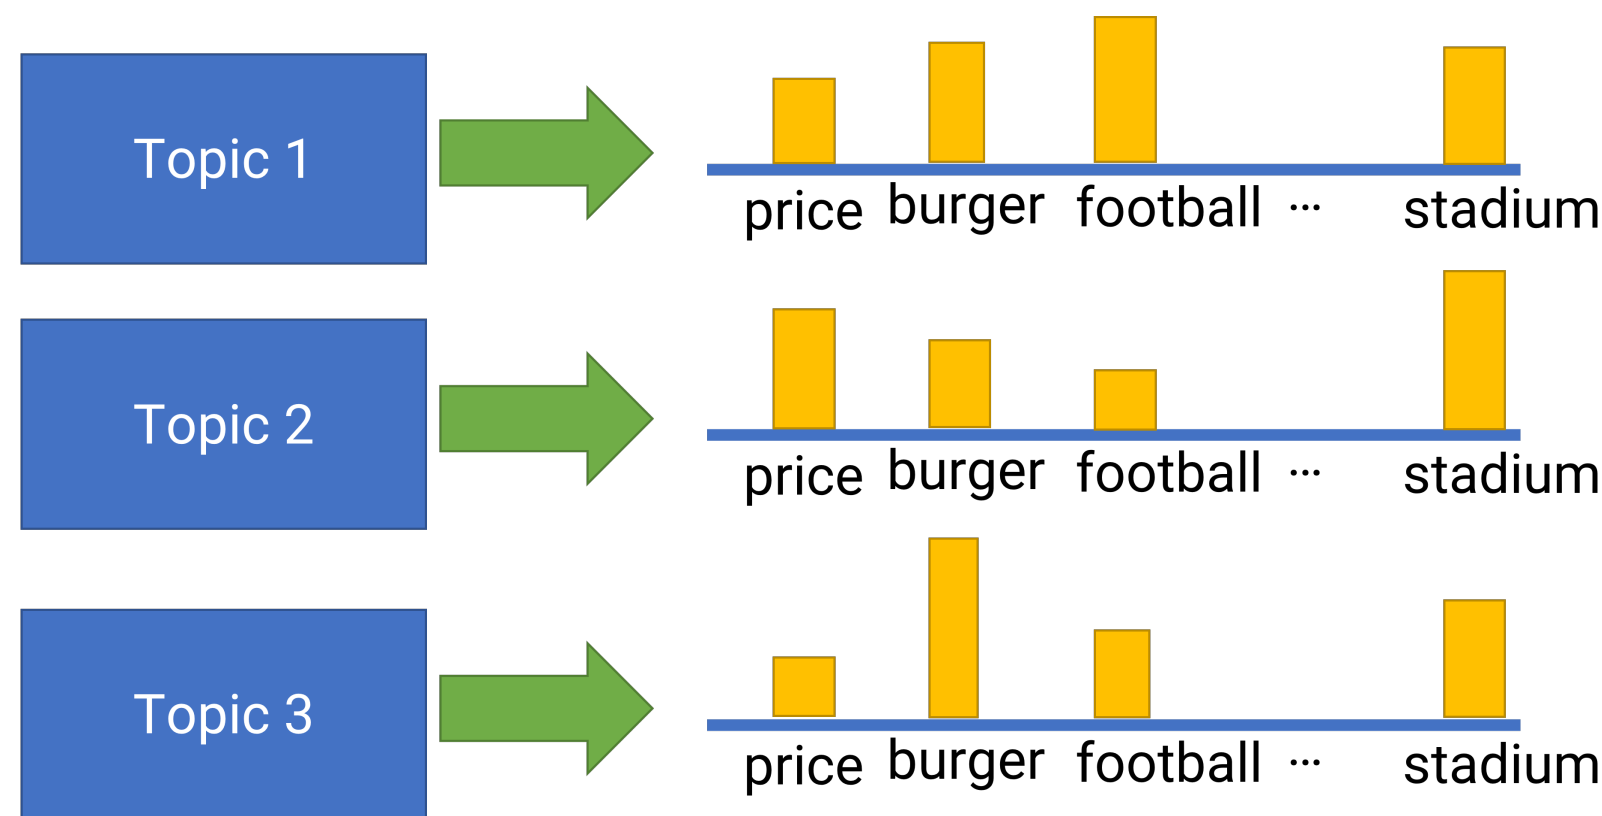 Topic 1
price burger football ... stadium
Topic 2
price burger football ... stadium
Topic 3
price burger football ... stadium